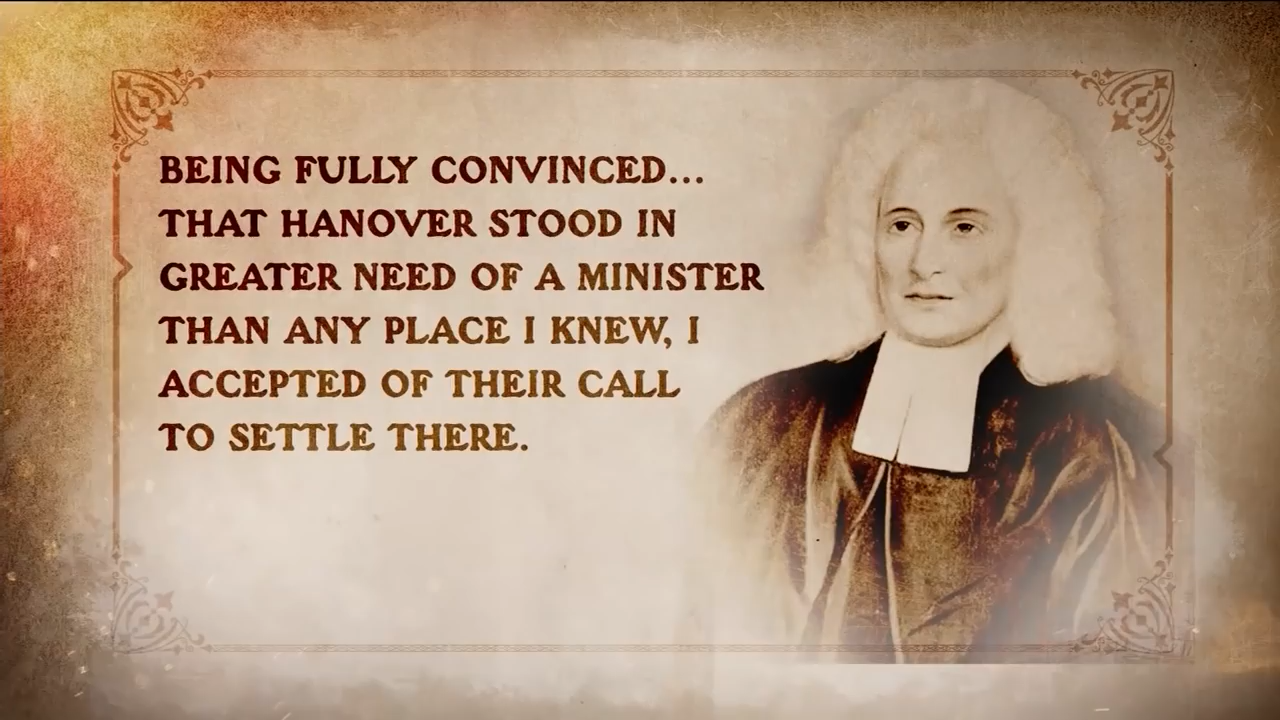 BEING FULLY CONVINCED...
THAT HANOVER STOOD IN
GREATER NEED OF A MINISTER
THAN ANY PLACE I KNEW, I
ACCEPTED OF THEIR CALL
TO SETTLE THERE.